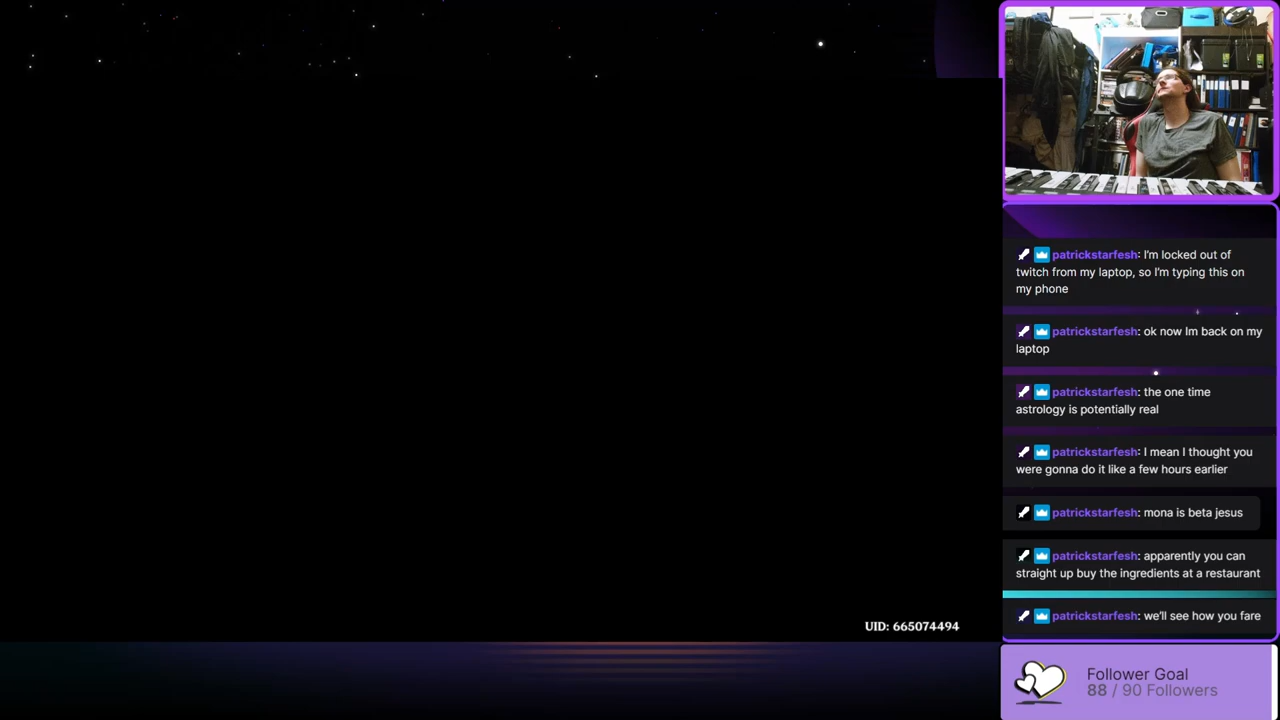 patrickstarfesh: I'm locked out of
twitch from my laptop, so I'm typing this on
my phone
patrickstarfesh: ok now Im back on my
laptop
patrickstarfesh: the one time
astrology is potentially real
patrickstarfesh: I mean I thought you
were gonna do it like a few hours earlier
patrickstarfesh: mona is beta jesus
patrickstarfesh: apparently you can
straight up buy the ingredients at a restaurant
patrickstarfesh: we'll see how you fare
UID: 665074494
Follower Goal
88 / 90 Followers